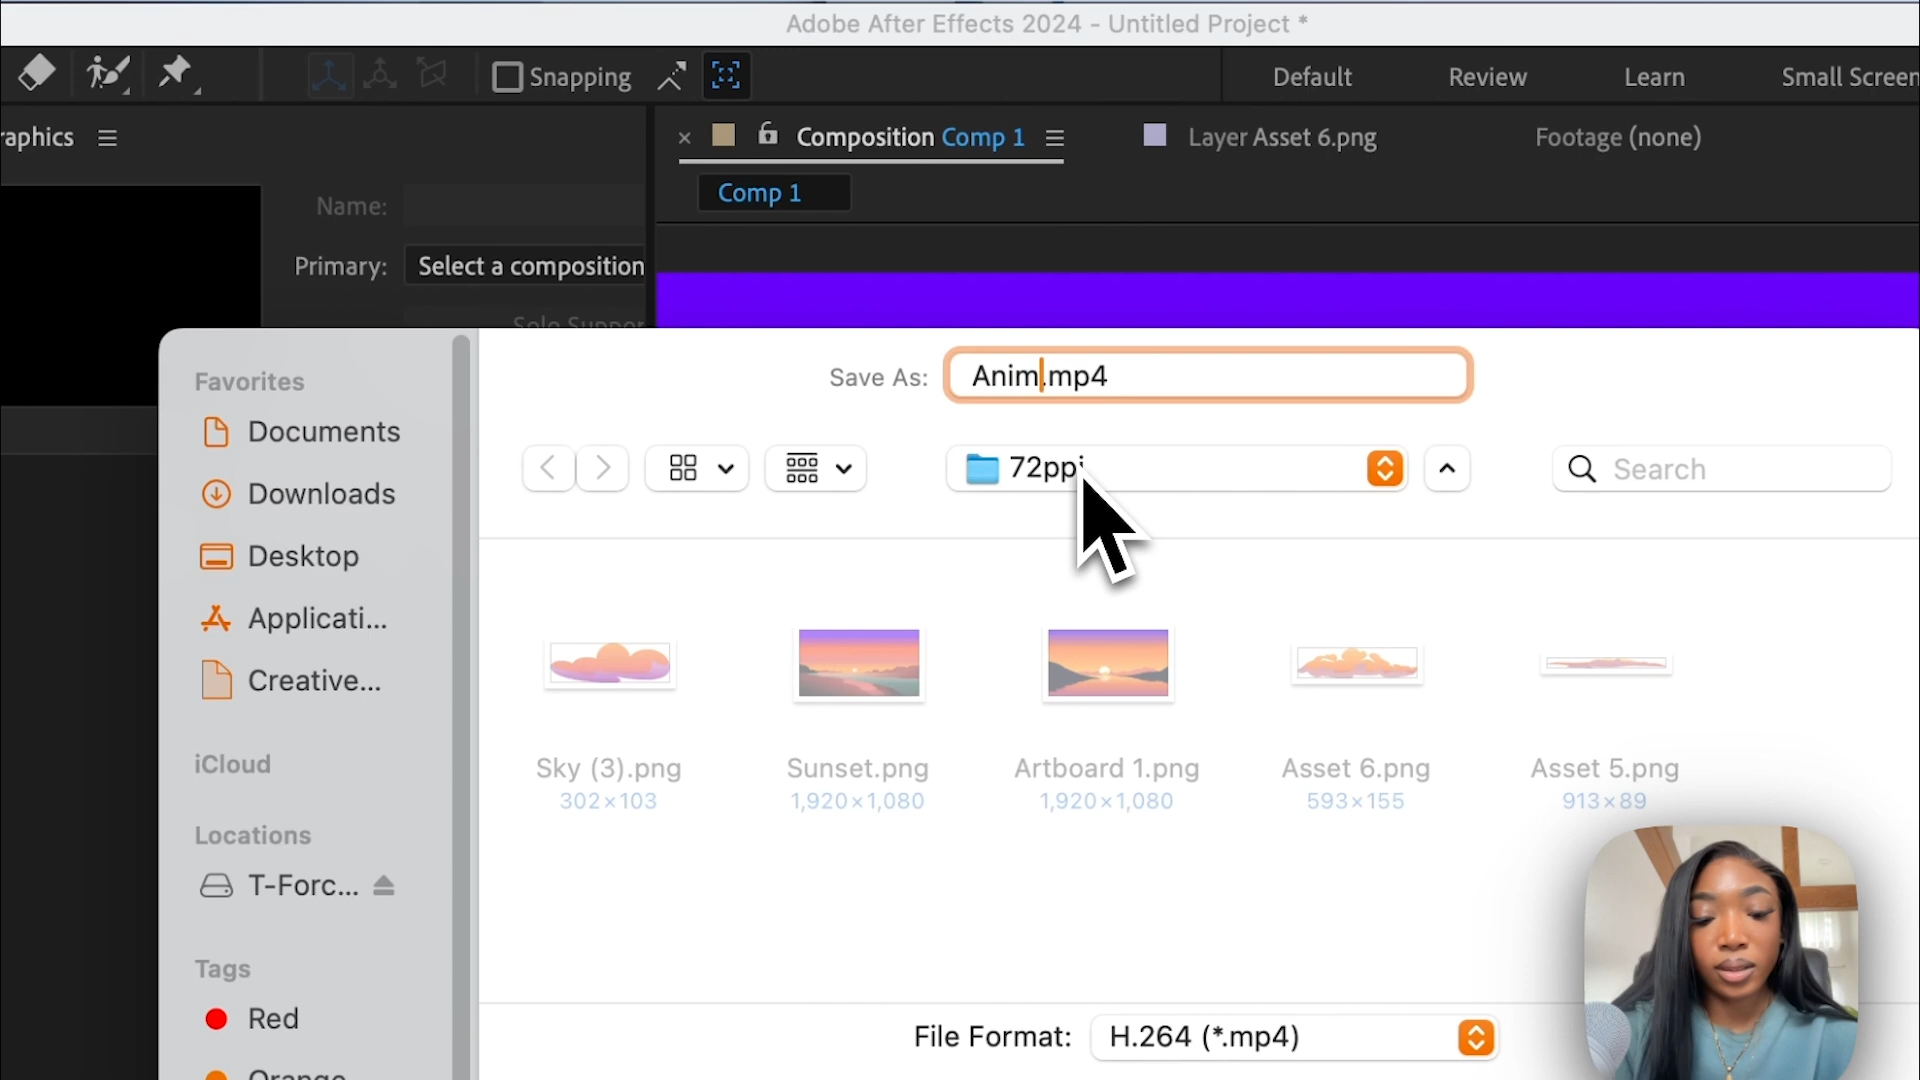 Adobe After Effects 2024 - Untitled Project *
Snapping
Default
Review
Learn
Small Screen
raphics
Composition Comp 1
Layer Asset 6.png
Footage (none)
Comp 1
Name:
Primary:
Select a composition
Save As:
Anim.mp4
Favorites
Documents
Downloads
Desktop
Applicati...
Creative...
iCloud
Locations
T-Forc...
Tags
Red
Orange
72ppi
Search
Sky (3).png
302×103
Sunset.png
1,920×1,080
Artboard 1.png
1,920×1,080
Asset 6.png
593×155
Asset 5.png
913×89
File Format:
H.264 (*.mp4)